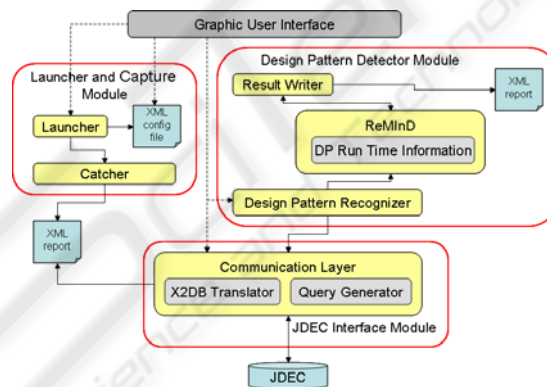 Graphic User Interface
Launcher and Capture
Module
Launcher
XML
config
file
Catcher
XML
report
Design Pattern Detector Module
Result Writer
XML
report
ReMInD
DP Run Time Information
Design Pattern Recognizer
Communication Layer
X2DB Translator
Query Generator
JDEC Interface Module
JDEC